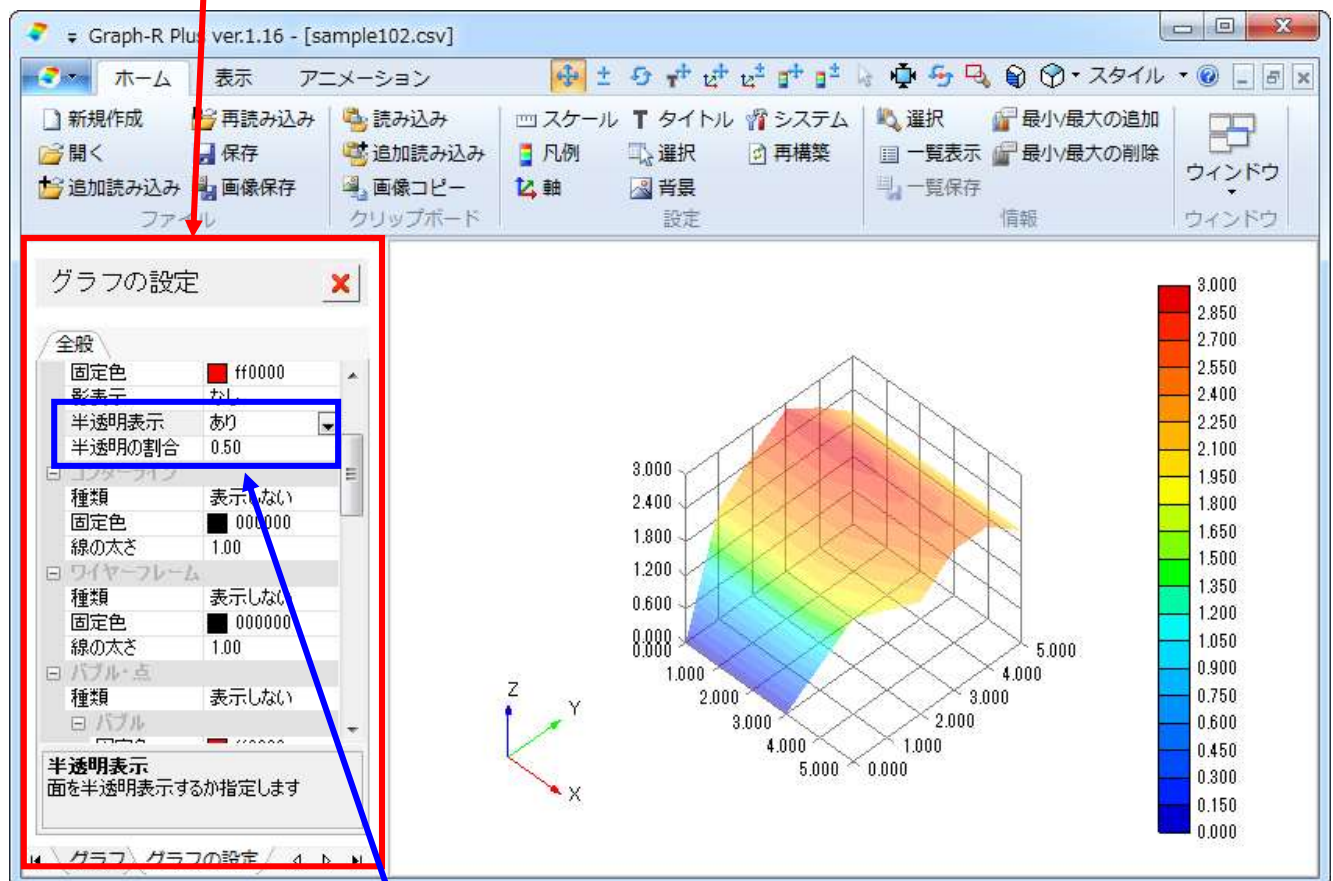 Graph-R Plus ver.1.16 - [sample102.csv]
ホーム 表示 アニメーション スタイル
新規作成 再読み込み 読み込み スケール タイトル システム 選択 最小/最大の追加
開く 保存 追加読み込み 凡例 選択 再構築 一覧表示 最小/最大の削除 ウィンドウ
追加読み込み 画像保存 画像コピー 軸 背景 一覧保存
ファイル クリップボード 設定 情報 ウィンドウ
グラフの設定
全般
固定色 ff0000
影表示 なし
半透明表示 あり
半透明の割合 0.50
コンターライン
種類 表示しない
固定色 000000
線の太さ 1.00
ワイヤーフレーム
種類 表示しない
固定色 000000
線の太さ 1.00
バブル・点
種類 表示しない
バブル
半透明表示
面を半透明表示するか指定します
グラフ グラフの設定
3.000
2.400
1.800
1.200
0.600
0.000
0.000
1.000
2.000
3.000
4.000
5.000
0.000
1.000
2.000
3.000
4.000
5.000
Z
Y
X
3.000
2.850
2.700
2.550
2.400
2.250
2.100
1.950
1.800
1.650
1.500
1.350
1.200
1.050
0.900
0.750
0.600
0.450
0.300
0.150
0.000